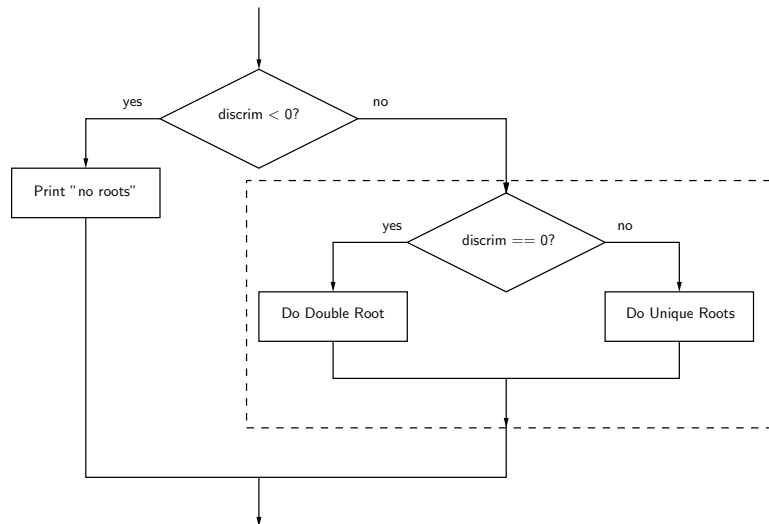 yes
discrim < 0?
no
Print "no roots"
yes
discrim == 0?
no
Do Double Root
Do Unique Roots